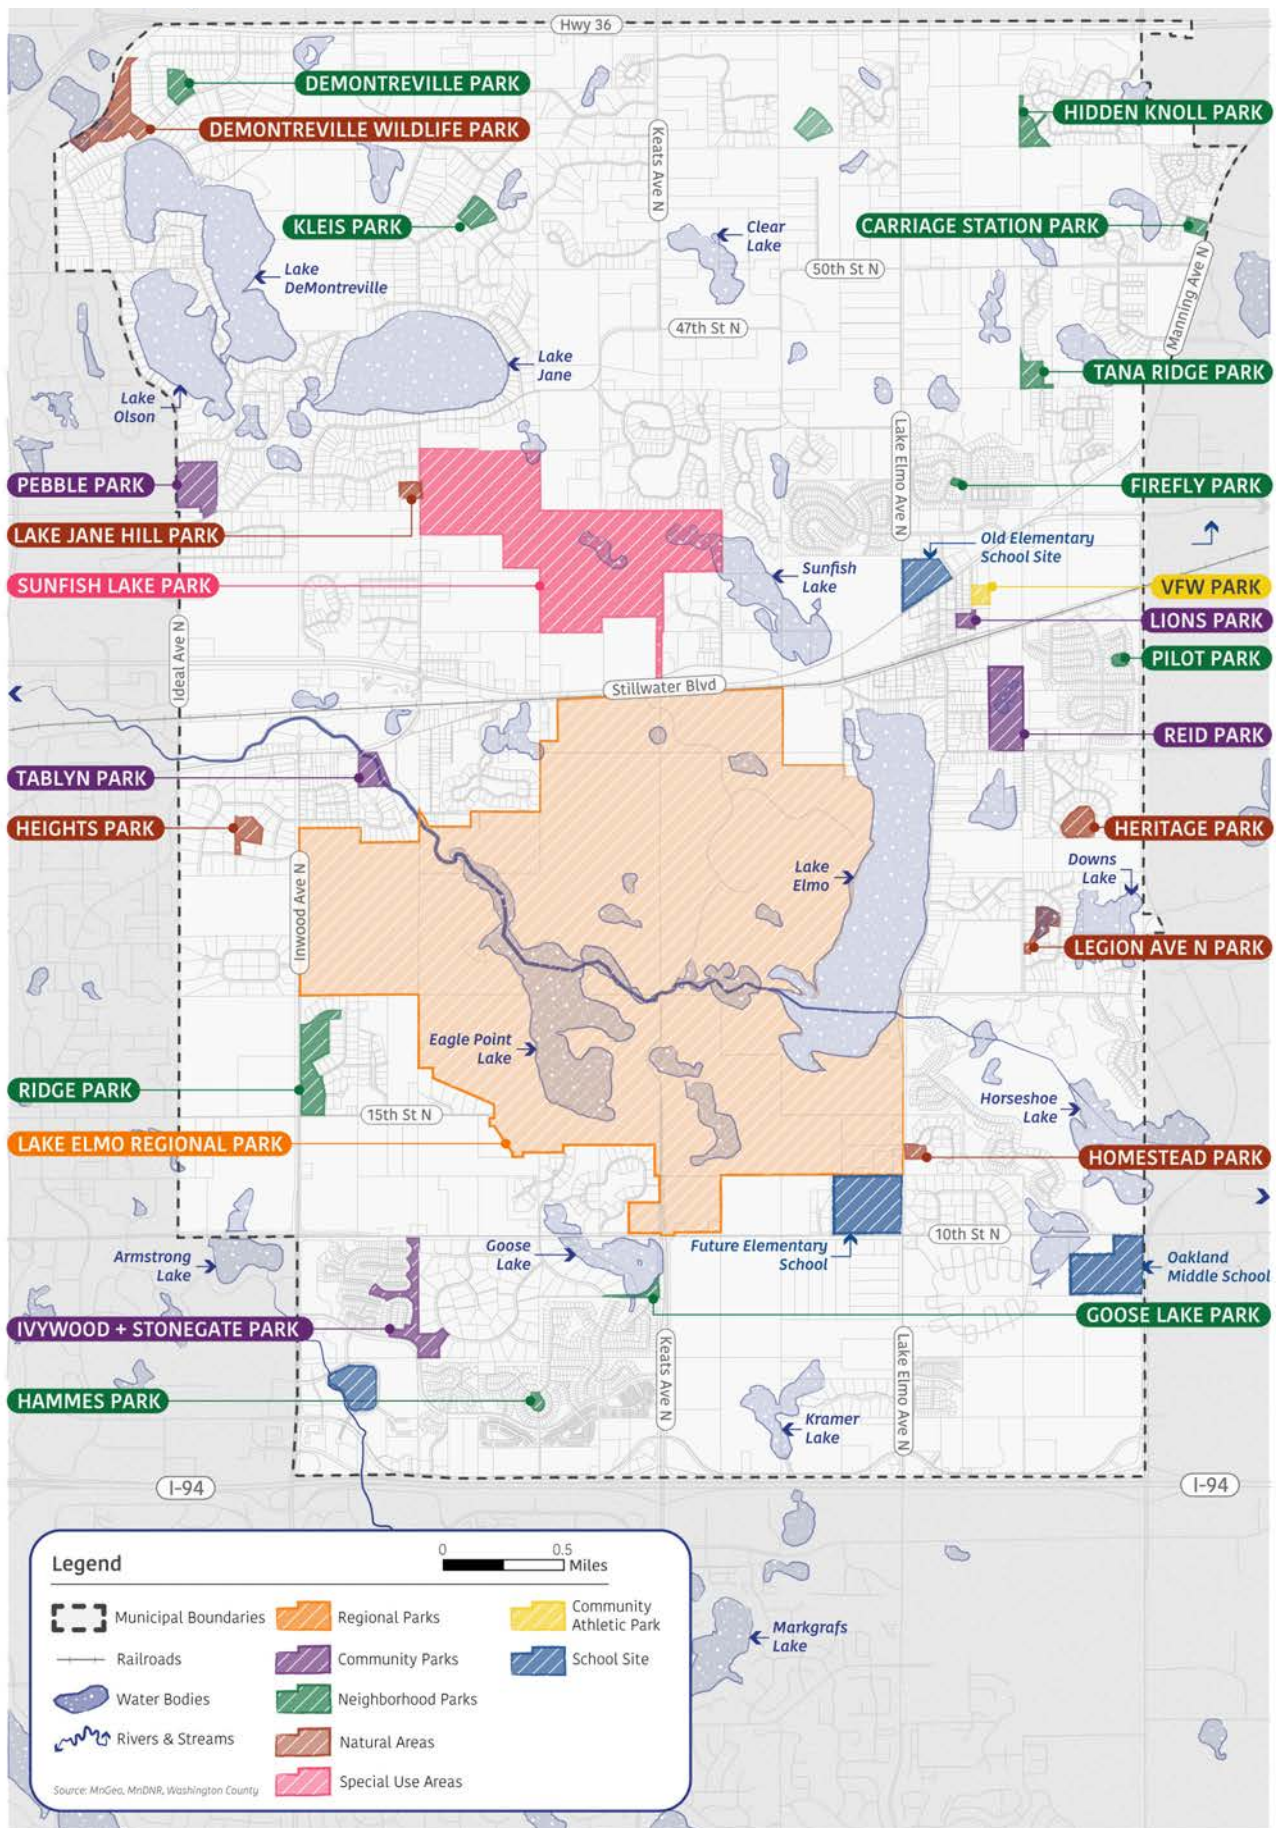 Hwy 36
DEMONTREVILLE PARK
DEMONTREVILLE WILDLIFE PARK
HIDDEN KNOLL PARK
Keats Ave N
KLEIS PARK
CARRIAGE STATION PARK
Clear
Lake
Lake
DeMontreville
50th St N
Manning Ave N
47th St N
Lake
Jane
TANA RIDGE PARK
Lake
Olson
Lake Elmo Ave N
PEBBLE PARK
FIREFLY PARK
LAKE JANE HILL PARK
Old Elementary
School Site
SUNFISH LAKE PARK
Sunfish
Lake
VFW PARK
LIONS PARK
Ideal Ave N
PILOT PARK
Stillwater Blvd
REID PARK
TABLYN PARK
HEIGHTS PARK
HERITAGE PARK
Lake
Elmo
Downs
Lake
Inwood Ave N
LEGION AVE N PARK
Eagle Point
Lake
RIDGE PARK
15th St N
Horseshoe
Lake
LAKE ELMO REGIONAL PARK
HOMESTEAD PARK
Armstrong
Lake
Goose
Lake
Future Elementary
School
10th St N
Oakland
Middle School
IVYWOOD + STONEGATE PARK
GOOSE LAKE PARK
Keats Ave N
Lake Elmo Ave N
HAMMES PARK
Kramer
Lake
I-94
I-94
Legend
0 0.5
Miles
Municipal Boundaries
Railroads
Water Bodies
Rivers & Streams
Regional Parks
Community Parks
Neighborhood Parks
Natural Areas
Special Use Areas
Community
Athletic Park
School Site
Source: MnGeo, MnDNR, Washington County
Markgrafs
Lake